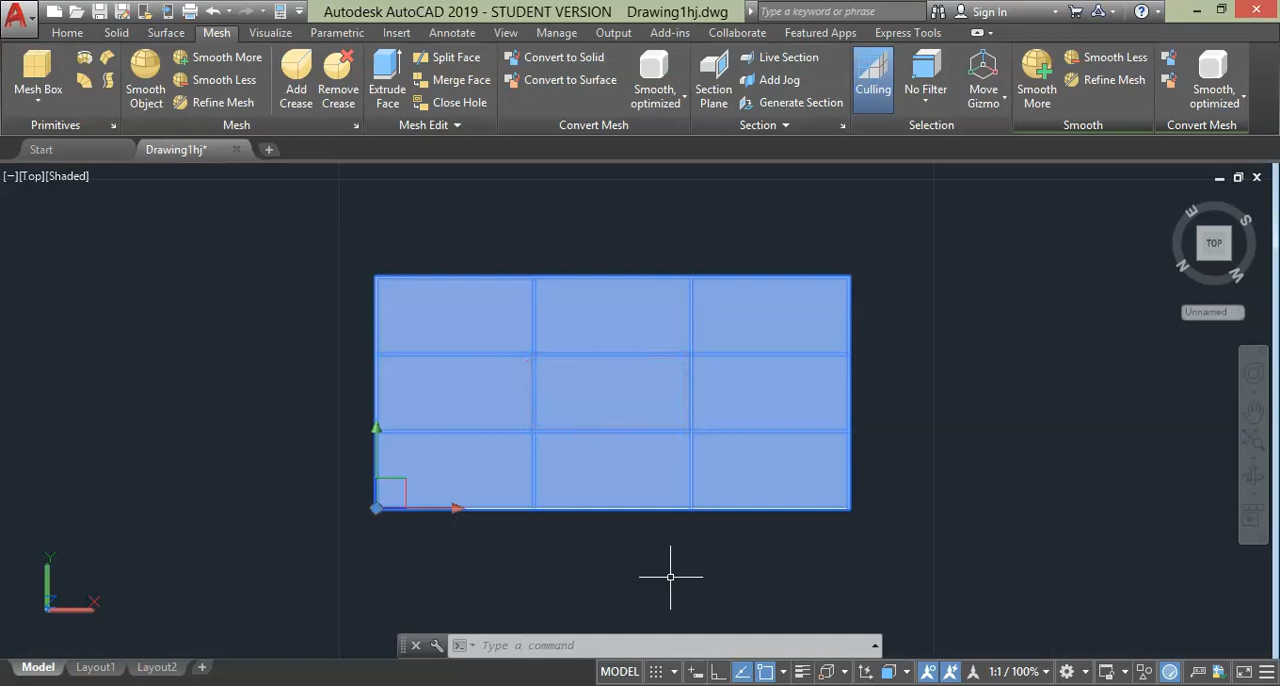 Autodesk AutoCAD 2019 - STUDENT VERSION Drawing1hj.dwg
Type a keyword or phrase
Sign In
Home Solid Surface Mesh Visualize Parametric Insert Annotate View Manage Output Add-ins Collaborate Featured Apps Express Tools
Mesh Box
Primitives
Smooth Object
Smooth More
Smooth Less
Refine Mesh
Mesh
Add Crease
Remove Crease
Extrude Face
Split Face
Merge Face
Close Hole
Mesh Edit
Convert to Solid
Convert to Surface
Smooth, optimized
Convert Mesh
Section Plane
Live Section
Add Jog
Generate Section
Section
Culling
No Filter
Move Gizmo
Selection
Smooth More
Smooth Less
Refine Mesh
Smooth
Smooth, optimized
Convert Mesh
Start Drawing1hj*
[−][Top][Shaded]
E
S
TOP
N
W
Unnamed
Y
X
Type a command
Model Layout1 Layout2
MODEL
1:1 / 100%